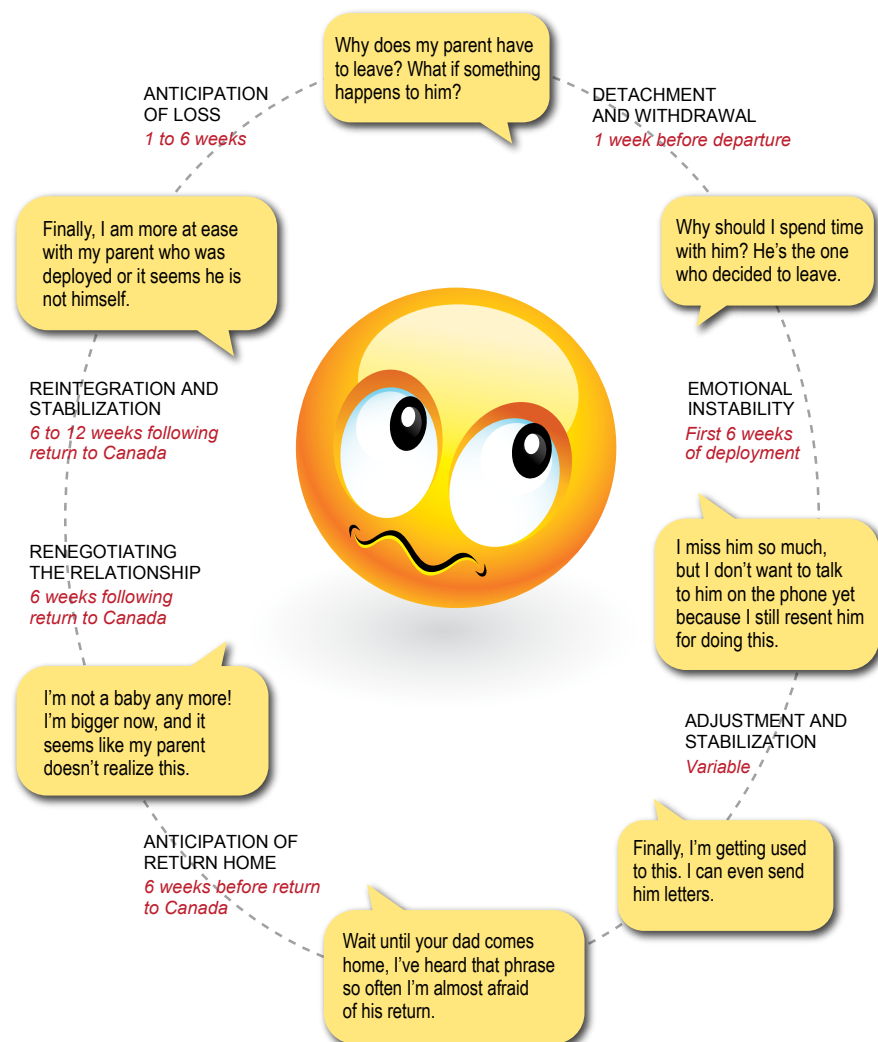 Why does my parent have
to leave? What if something
happens to him?
ANTICIPATION
OF LOSS
1 to 6 weeks
DETACHMENT
AND WITHDRAWAL
1 week before departure
Finally, I am more at ease
with my parent who was
deployed or it seems he is
not himself.
Why should I spend time
with him? He's the one
who decided to leave.
REINTEGRATION AND
STABILIZATION
6 to 12 weeks following
return to Canada
EMOTIONAL
INSTABILITY
First 6 weeks
of deployment
RENEGOTIATING
THE RELATIONSHIP
6 weeks following
return to Canada
I miss him so much,
but I don't want to talk
to him on the phone yet
because I still resent him
for doing this.
I'm not a baby any more!
I'm bigger now, and it
seems like my parent
doesn't realize this.
ADJUSTMENT AND
STABILIZATION
Variable
ANTICIPATION OF
RETURN HOME
6 weeks before return
to Canada
Finally, I'm getting used
to this. I can even send
him letters.
Wait until your dad comes
home, I've heard that phrase
so often I'm almost afraid
of his return.